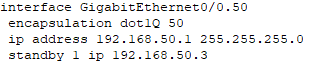 interface GigabitEthernet0/0.50
encapsulation dot1Q 50
ip address 192.168.50.1 255.255.255.0
standby 1 ip 192.168.50.3